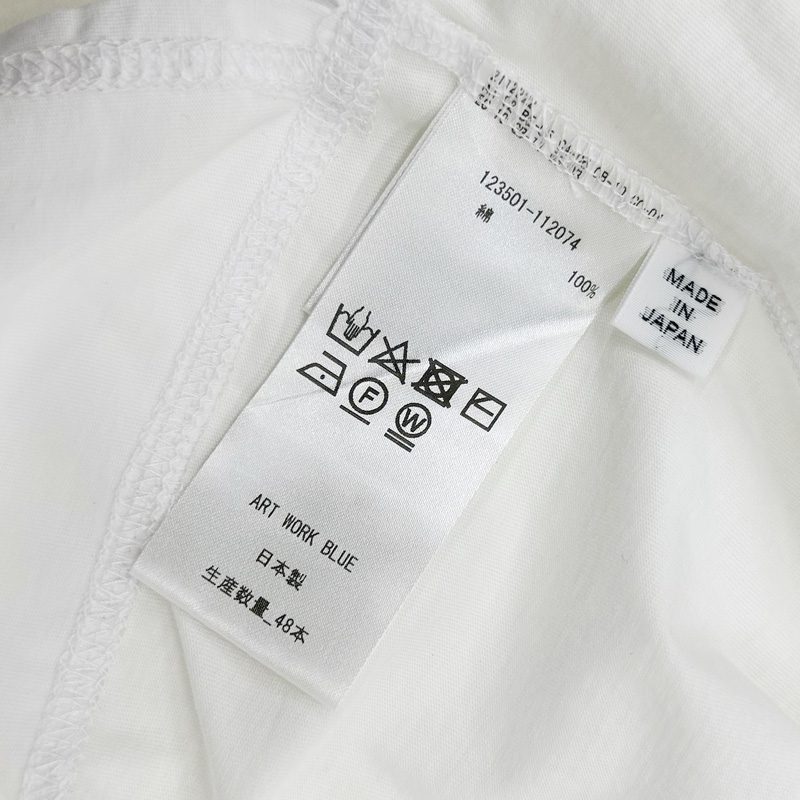 123501-112074
綿
100%
F
W
ART WORK BLUE
日本製
生産数量_48本
MADE
IN
JAPAN